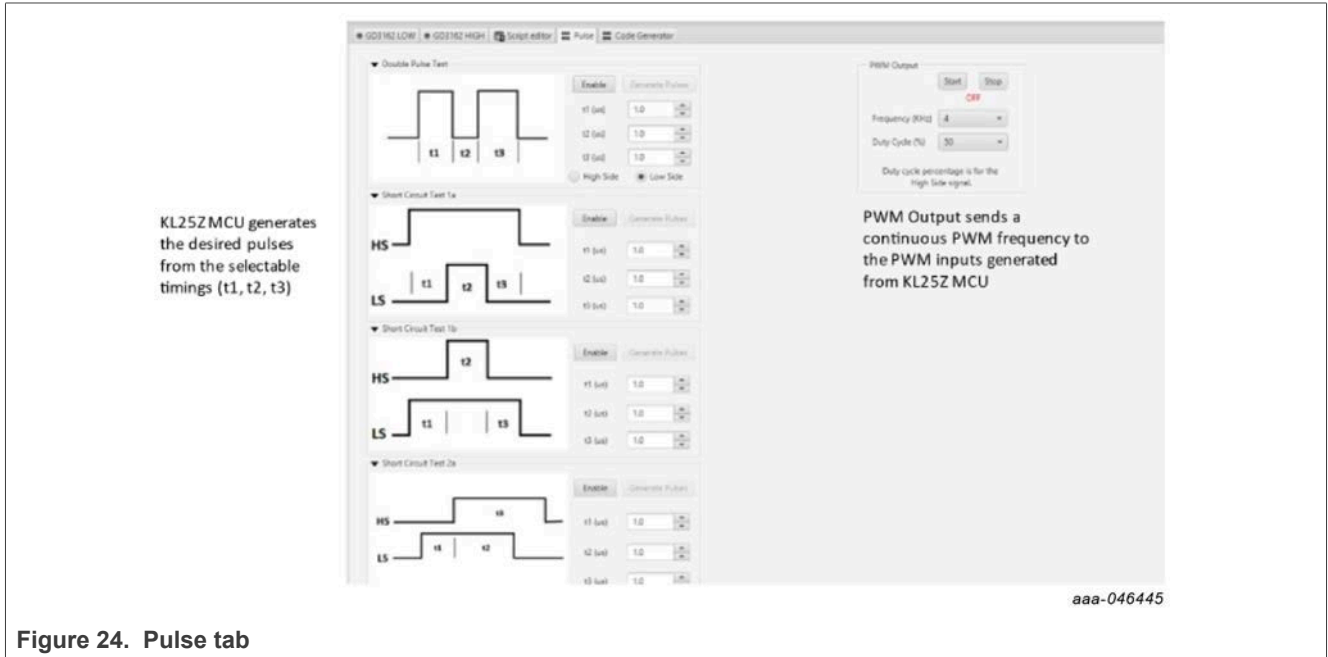 GD3162 LOW GD3162 HIGH Script editor Pulse Code Generator
Double Pulse Test
Enable Generate Pulses
t1 (us) 1.0
t2 (us) 1.0
t3 (us) 1.0
High Side Low Side
t1 t2 t3
Short Circuit Test 1a
Enable Generate Pulses
t1 (us) 1.0
t2 (us) 1.0
t3 (us) 1.0
HS
t1 t2 t3
LS
Short Circuit Test 1b
Enable Generate Pulses
t1 (us) 1.0
t2 (us) 1.0
t3 (us) 1.0
t2
HS
t1 t3
LS
Short Circuit Test 2a
Enable Generate Pulses
t1 (us) 1.0
t2 (us) 1.0
t3 (us) 1.0
HS t3
LS t1 t2
KL25Z MCU generates
the desired pulses
from the selectable
timings (t1, t2, t3)
PWM Output
Start Stop
OFF
Frequency (KHz) 4
Duty Cycle (%) 50
Duty cycle percentage is for the
High Side signal.
PWM Output sends a
continuous PWM frequency to
the PWM inputs generated
from KL25Z MCU
aaa-046445
Figure 24. Pulse tab